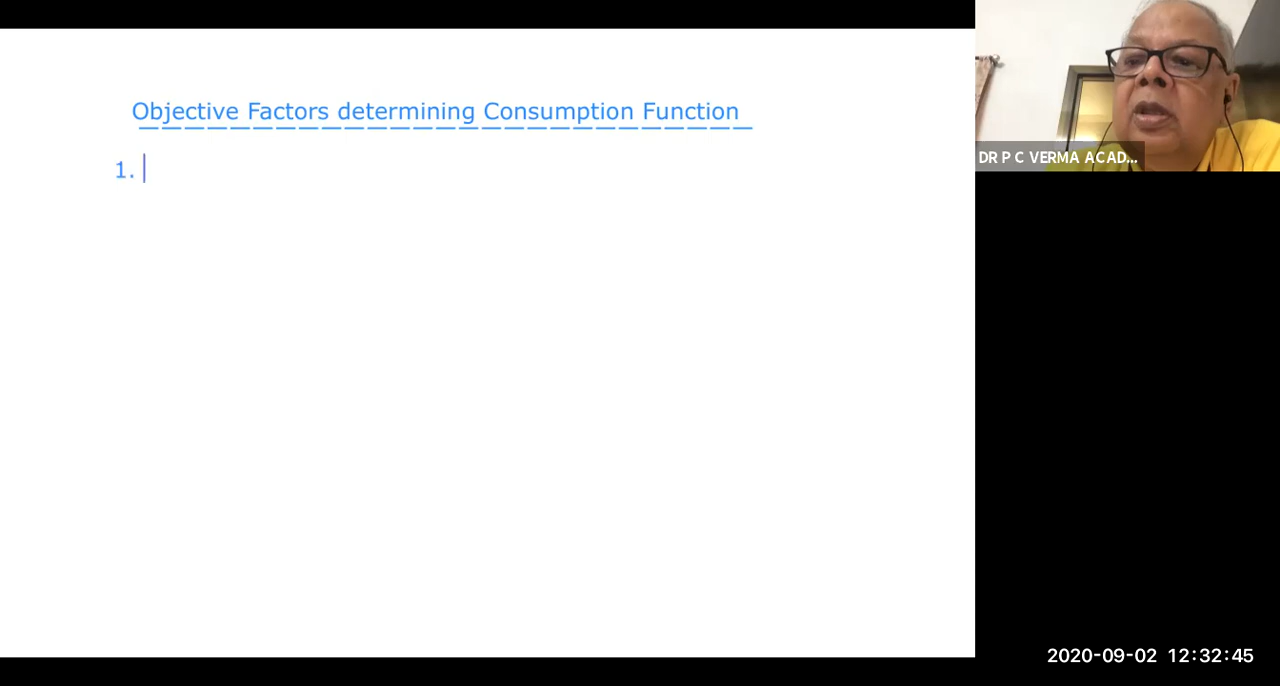 Objective Factors determining Consumption Function
1.
DR P C VERMA ACAD...
2020-09-02 12:32:45